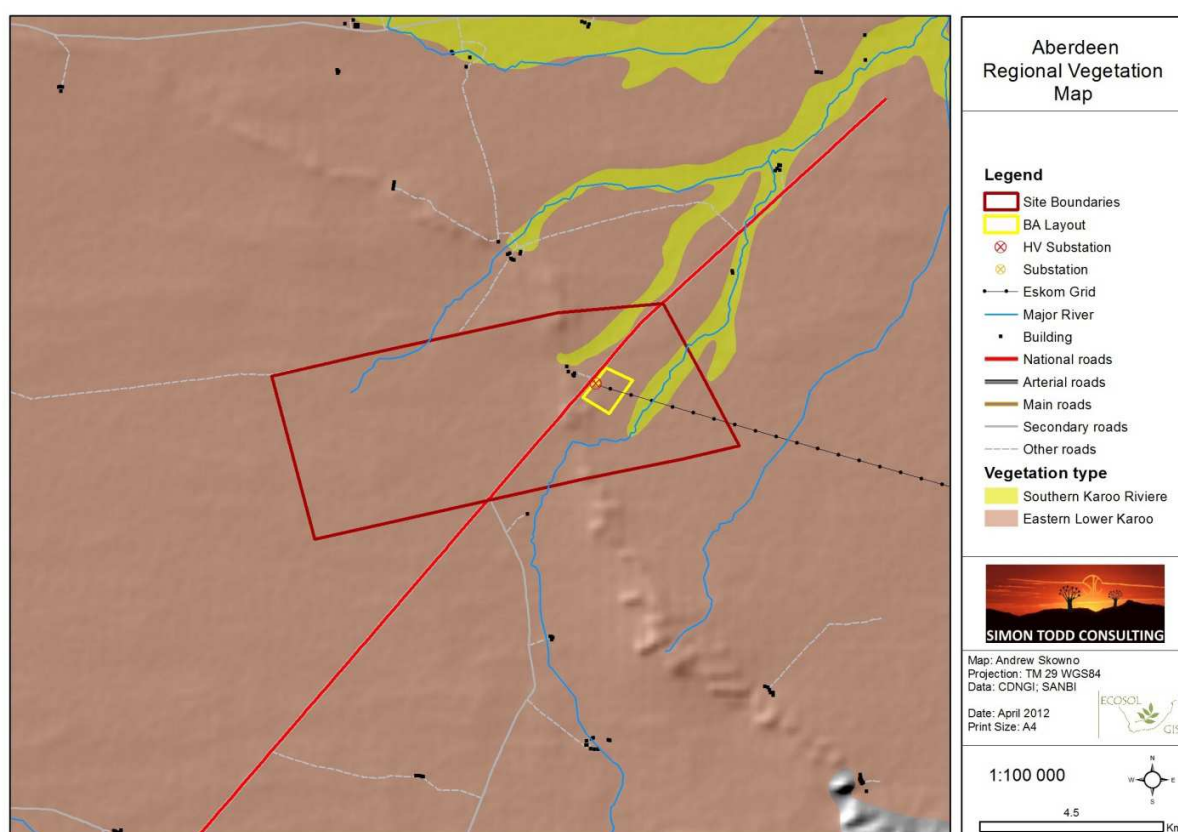 Aberdeen
Regional Vegetation
Map
Legend
Site Boundaries
BA Layout
HV Substation
Substation
Eskom Grid
Major River
Building
National roads
Arterial roads
Main roads
Secondary roads
Other roads
Vegetation type
Southern Karoo Riviere
Eastern Lower Karoo
SIMON TODD CONSULTING
Map: Andrew Skowno
Projection: TM 29 WGS84
Data: CDNGI; SANBI
Date: April 2012
Print Size: A4
ECOSOL
GIS
1:100 000
N
W E
S
4.5
Km